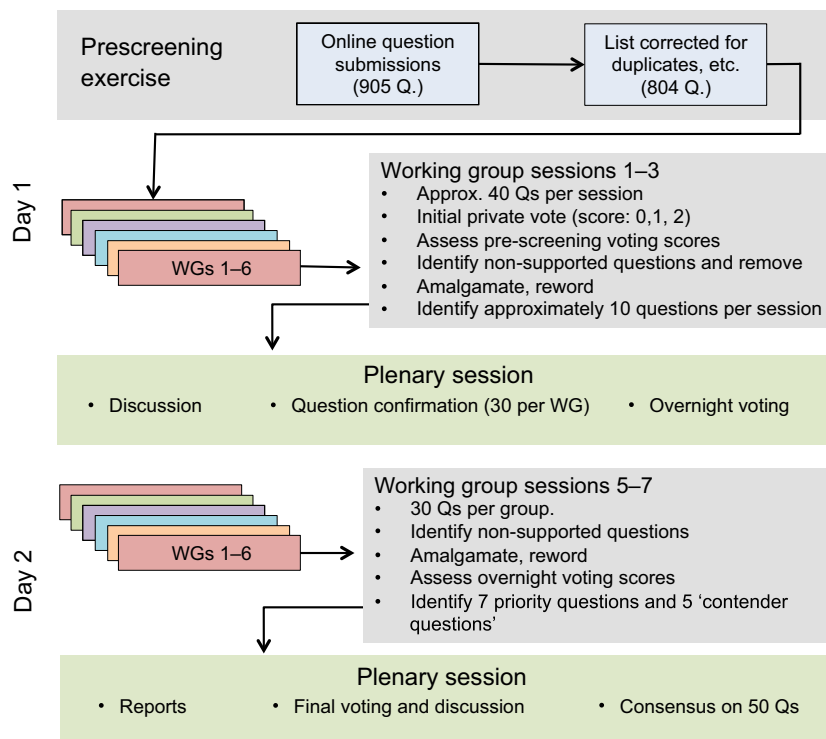 Prescreening
exercise
Online question
submissions
(905 Q.)
List corrected for
duplicates, etc.
(804 Q.)
Day 1
WGs 1–6
Working group sessions 1–3
• Approx. 40 Qs per session
• Initial private vote (score: 0,1, 2)
• Assess pre-screening voting scores
• Identify non-supported questions and remove
• Amalgamate, reword
• Identify approximately 10 questions per session
Plenary session
• Discussion • Question confirmation (30 per WG) • Overnight voting
Day 2
WGs 1–6
Working group sessions 5–7
• 30 Qs per group.
• Identify non-supported questions
• Amalgamate, reword
• Assess overnight voting scores
• Identify 7 priority questions and 5 ‘contender
questions’
Plenary session
• Reports • Final voting and discussion • Consensus on 50 Qs